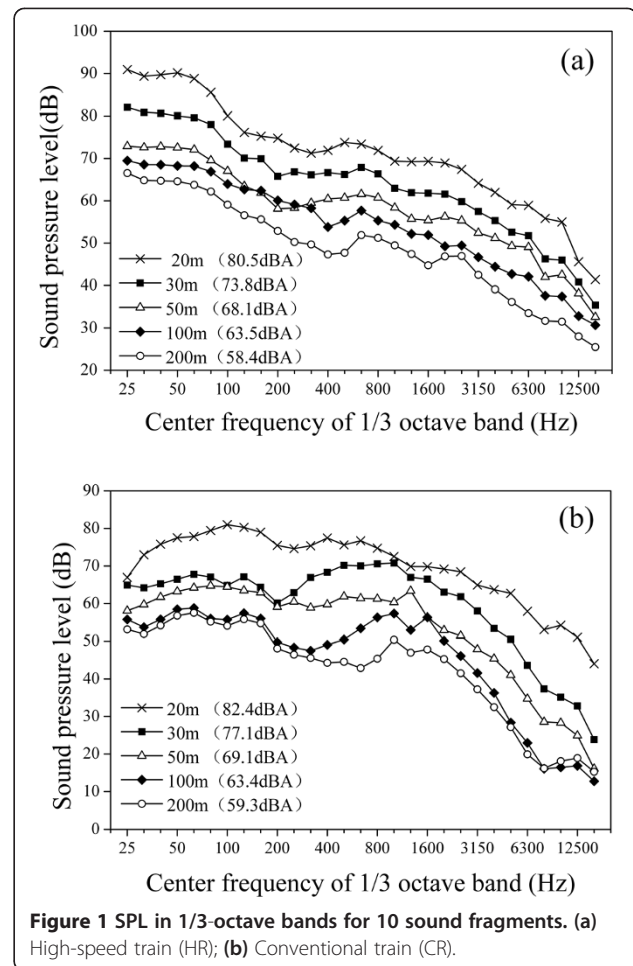 (a)
Sound pressure level(dB)
100
90
80
70
60
50
40
30
20
20m （80.5dBA）
30m （73.8dBA）
50m （68.1dBA）
100m （63.5dBA）
200m （58.4dBA）
25 50 100 200 400 800 1600 3150 6300 12500
Center frequency of 1/3 octave band (Hz)
(b)
Sound pressure level (dB)
90
80
70
60
50
40
30
20
10
0
20m （82.4dBA）
30m （77.1dBA）
50m （69.1dBA）
100m （63.4dBA）
200m （59.3dBA）
25 50 100 200 400 800 1600 3150 6300 12500
Center frequency of 1/3 octave band (Hz)
Figure 1 SPL in 1/3-octave bands for 10 sound fragments. (a)
High-speed train (HR); (b) Conventional train (CR).